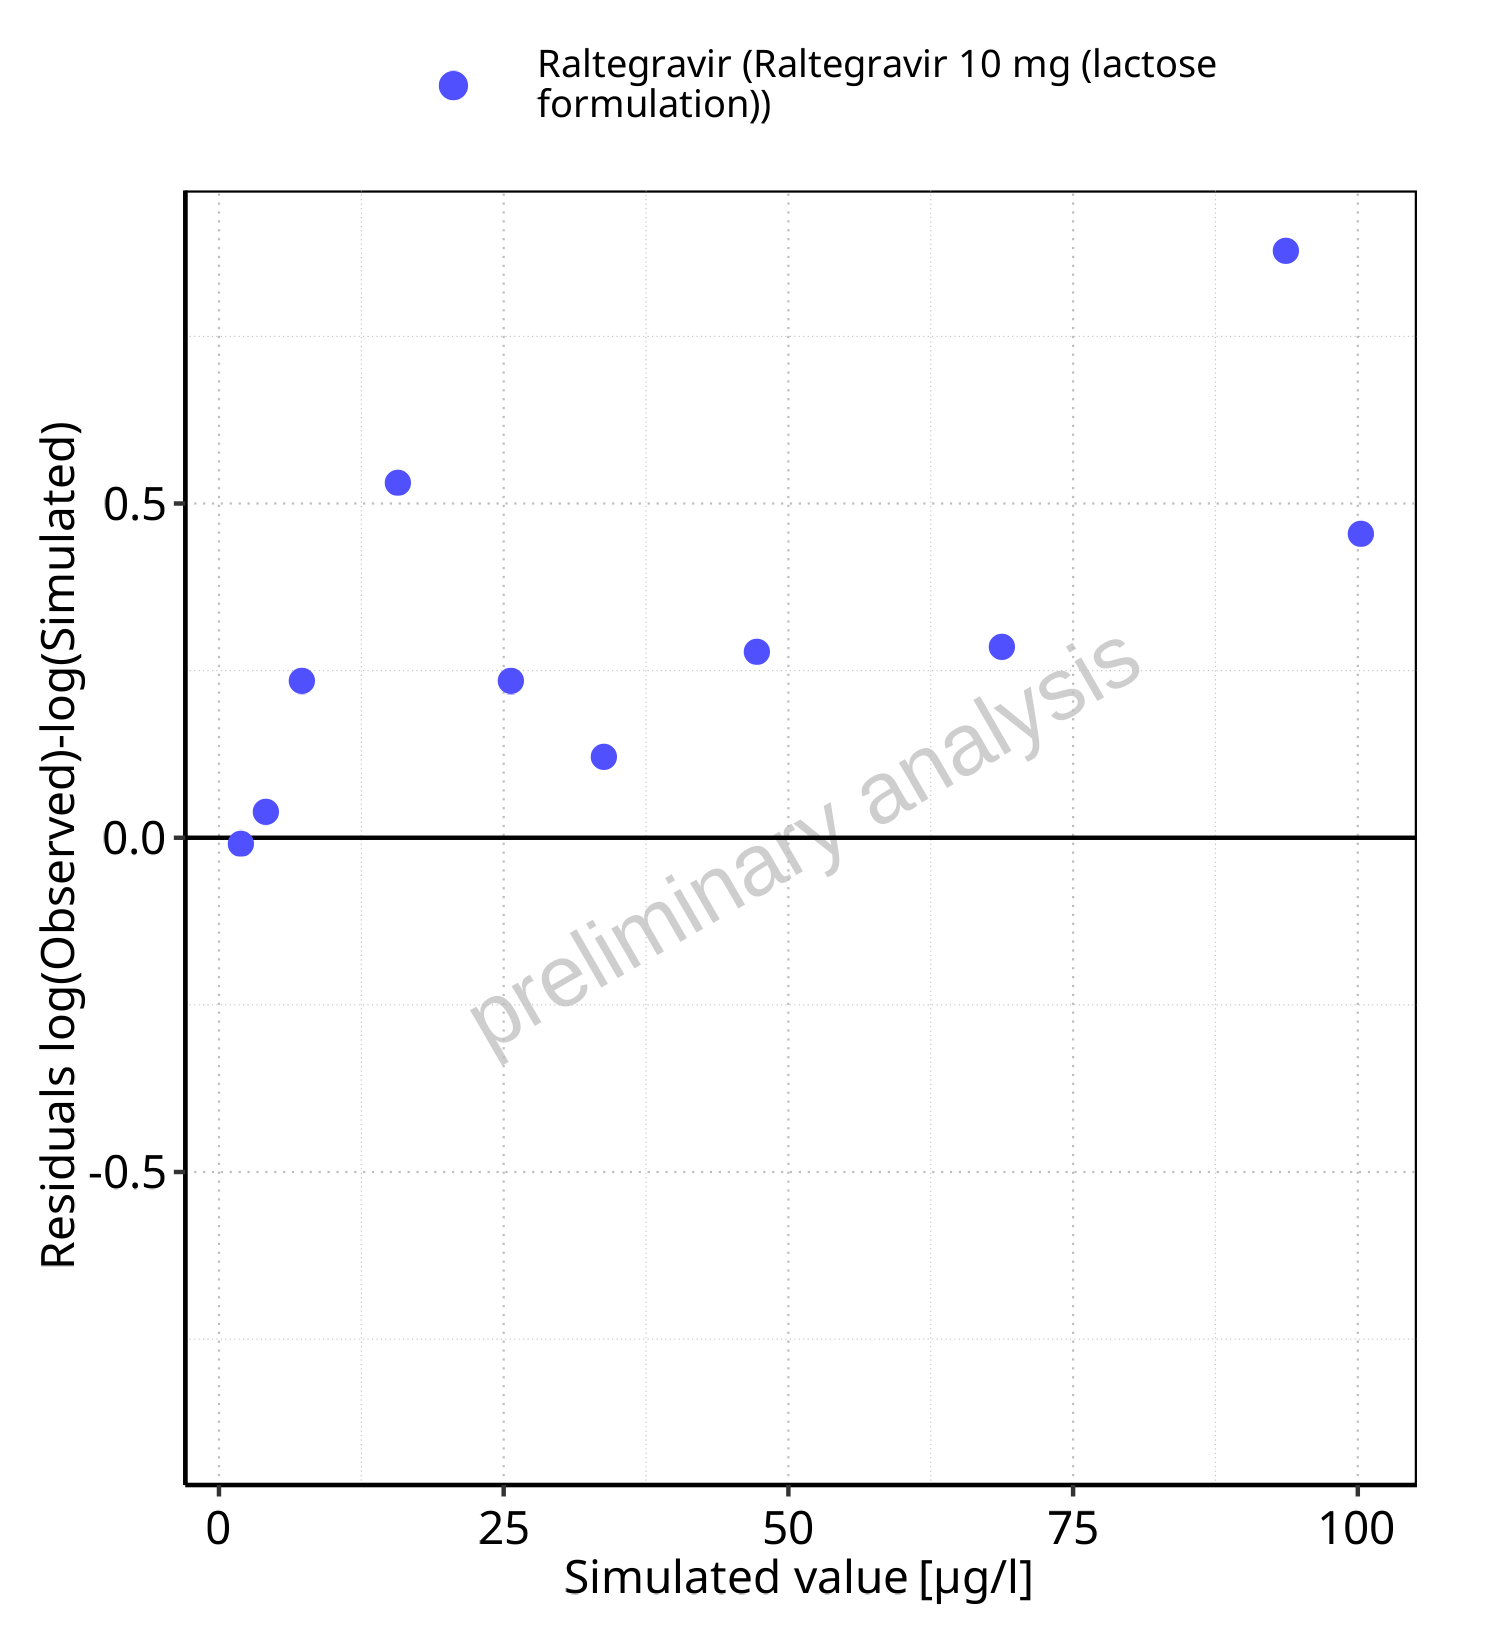 Raltegravir (Raltegravir 10 mg (lactose
formulation))
Residuals log(Observed)-log(Simulated)
0.5
0.0
-0.5
preliminary analysis
0 25 50 75 100
Simulated value [µg/l]